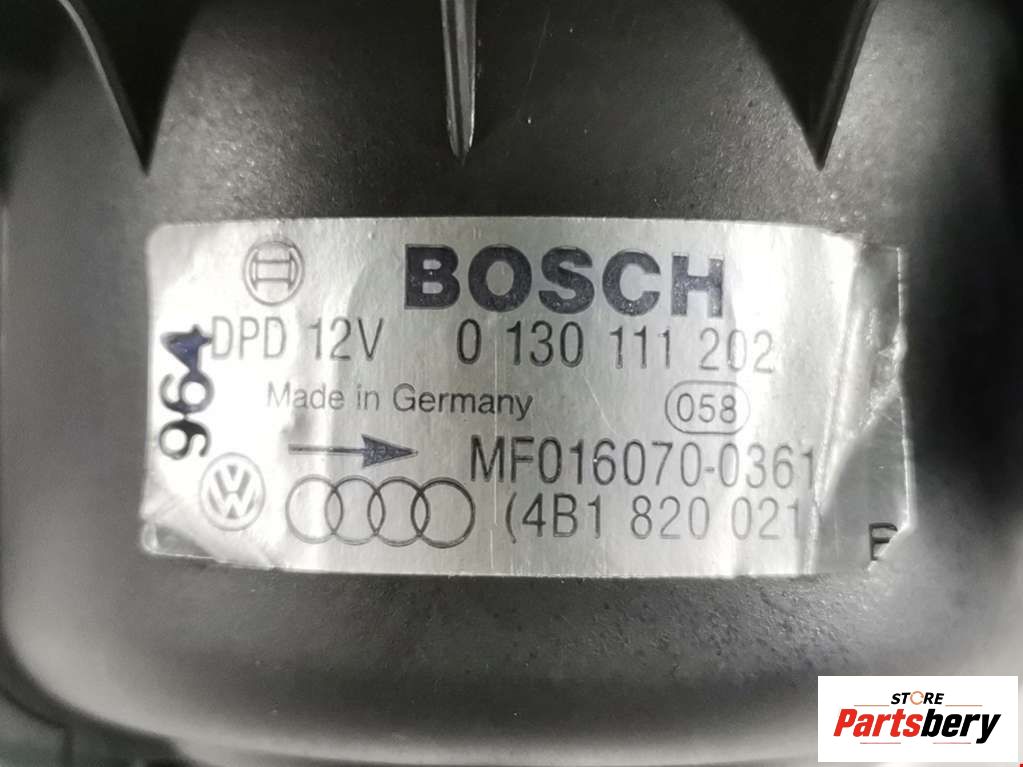 BOSCH
DPD 12V 0 130 111 202
964
Made in Germany 058
MF016070-0361
(4B1 820 021
STORE
Partsbery